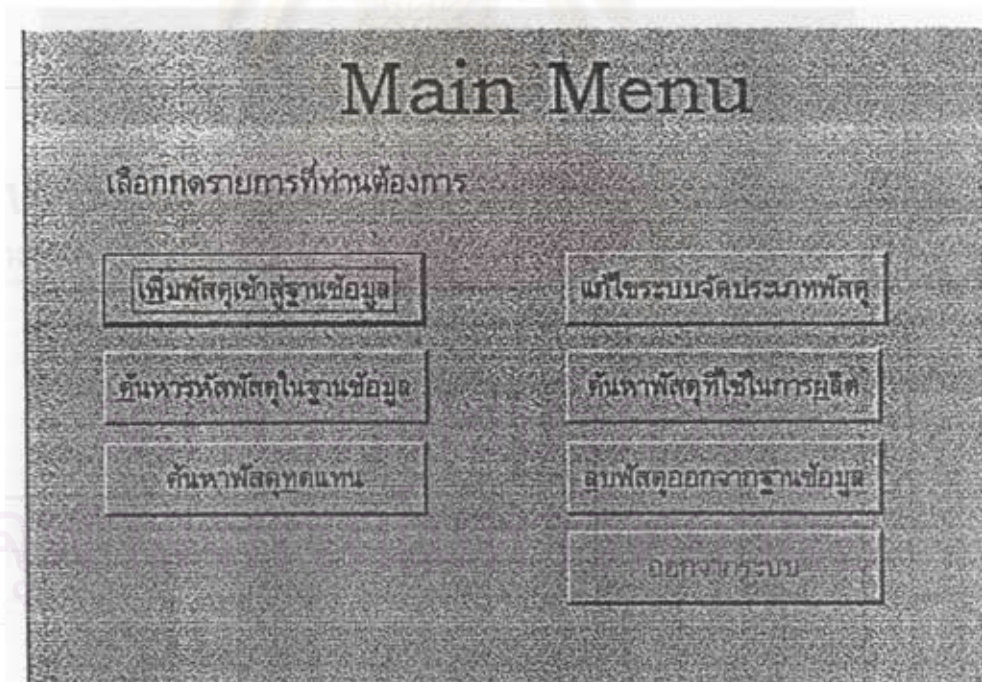 Main Menu
เลือกกดรายการที่ท่านต้องการ
เพิ่มพัสดุเข้าสู่ฐานข้อมูล
แก้ไขระบบจัดประเภทพัสดุ
ค้นหารหัสพัสดุในฐานข้อมูล
ค้นหาพัสดุที่ใช้ในการผลิต
ค้นหาพัสดุทดแทน
ลบพัสดุออกจากฐานข้อมูล
ออกจากระบบ